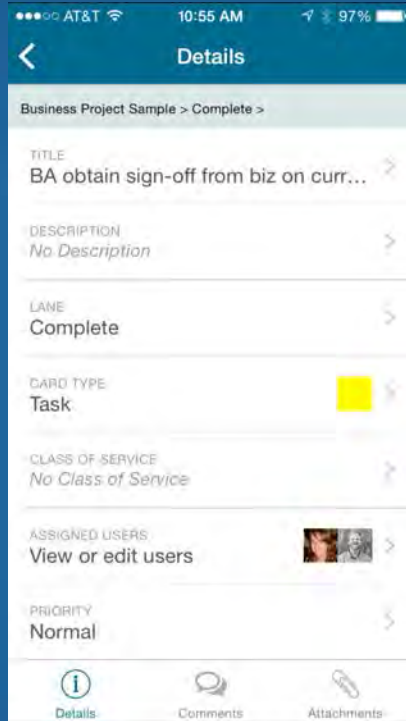 AT&T 10:55 AM 97%
Details
Business Project Sample > Complete >
TITLE
BA obtain sign-off from biz on curr...
DESCRIPTION
No Description
LANE
Complete
CARD TYPE
Task
CLASS OF SERVICE
No Class of Service
ASSIGNED USERS
View or edit users
PRIORITY
Normal
Details Comments Attachments